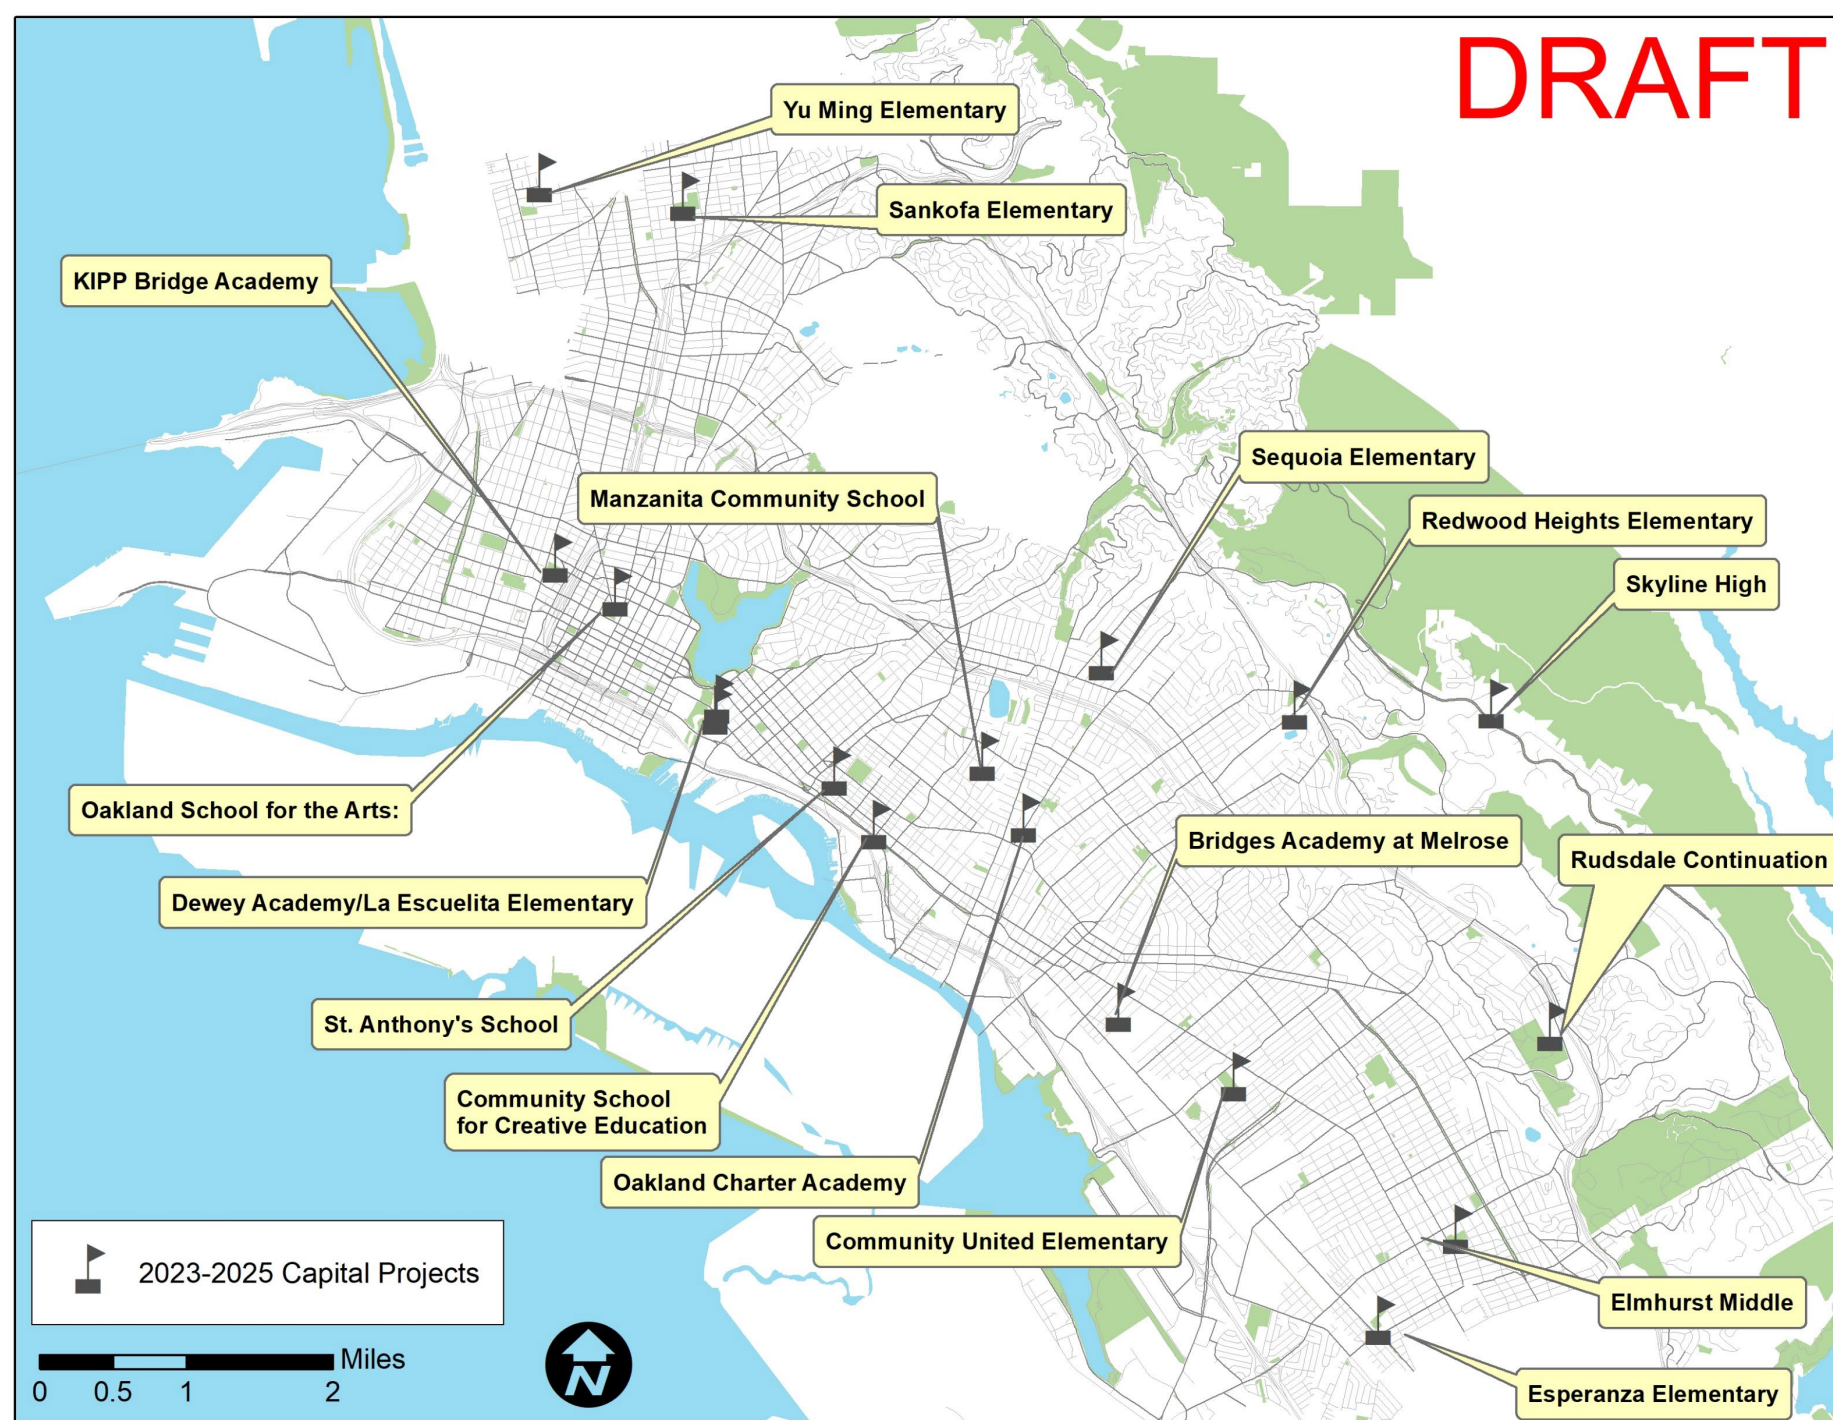 DRAFT
Yu Ming Elementary
Sankofa Elementary
KIPP Bridge Academy
Sequoia Elementary
Manzanita Community School
Redwood Heights Elementary
Skyline High
Oakland School for the Arts:
Bridges Academy at Melrose
Rudsdale Continuation
Dewey Academy/La Escuelita Elementary
St. Anthony's School
Community School
for Creative Education
Oakland Charter Academy
Community United Elementary
Elmhurst Middle
Esperanza Elementary
2023-2025 Capital Projects
Miles
0 0.5 1 2
N